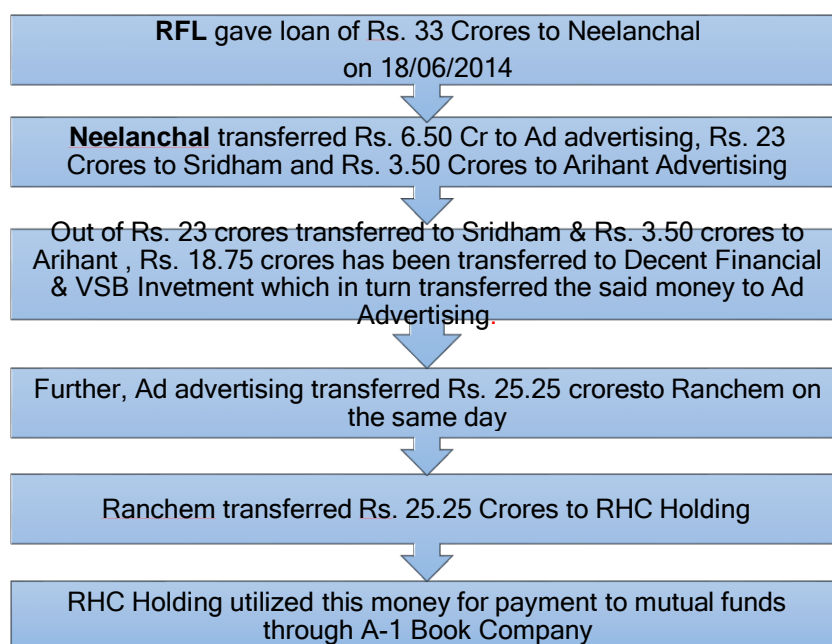 RFL gave loan of Rs. 33 Crores to Neelanchal
on 18/06/2014
Neelanchal transferred Rs. 6.50 Cr to Ad advertising, Rs. 23
Crores to Sridham and Rs. 3.50 Crores to Arihant Advertising
Out of Rs. 23 crores transferred to Sridham & Rs. 3.50 crores to
Arihant , Rs. 18.75 crores has been transferred to Decent Financial
& VSB Invetment which in turn transferred the said money to Ad
Advertising.
Further, Ad advertising transferred Rs. 25.25 croresto Ranchem on
the same day
Ranchem transferred Rs. 25.25 Crores to RHC Holding
RHC Holding utilized this money for payment to mutual funds
through A-1 Book Company